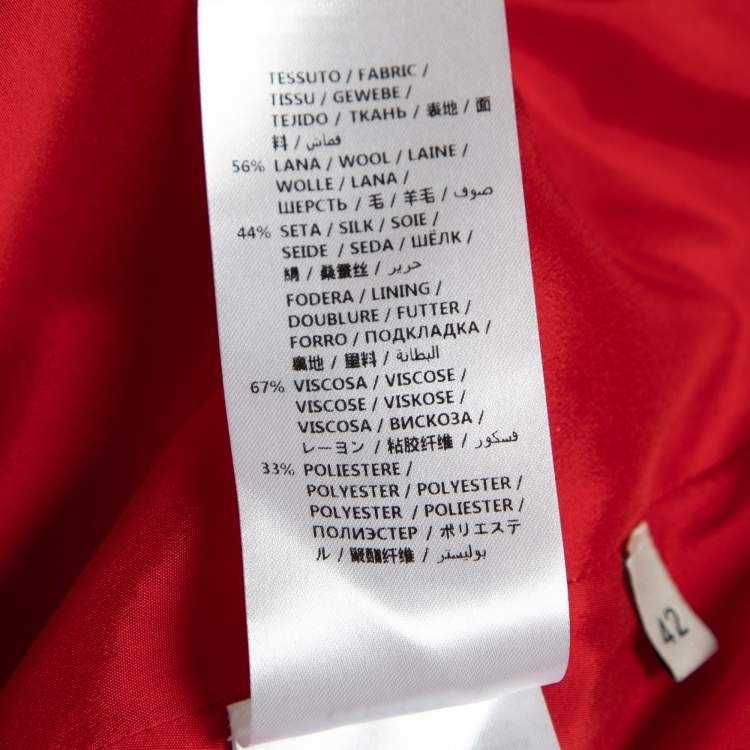 TESSUTO / FABRIC /
TISSU / GEWEBE /
TEJIDO / ТКАНЬ / 表地 / 面
料 / قماش
56% LANA / WOOL / LAINE /
WOLLE / LANA /
ШЕРСТЬ / 毛 / 羊毛 / صوف
44% SETA / SILK / SOIE /
SEIDE / SEDA / ШЁЛК /
絹 / 桑蚕丝 / حرير
FODERA / LINING /
DOUBLURE / FUTTER /
FORRO / ПОДКЛАДКА /
裏地 / 里料 / البطانة
67% VISCOSA / VISCOSE /
VISCOSE / VISKOSE /
VISCOSA / ВИСКОЗА /
レーヨン / 粘胶纤维 / فسكور
33% POLIESTERE /
POLYESTER / POLYESTER /
POLYESTER / POLIESTER /
ПОЛИЭСТЕР / ポリエステ
ル / 聚酯纤维 / بوليستر
42